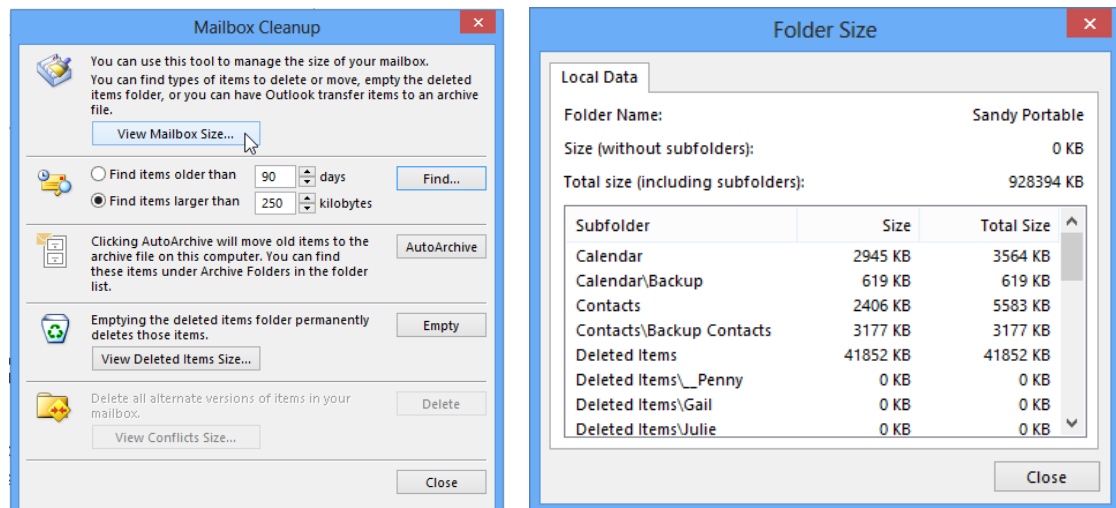 Mailbox Cleanup
You can use this tool to manage the size of your mailbox.
You can find types of items to delete or move, empty the deleted
items folder, or you can have Outlook transfer items to an archive
file.
View Mailbox Size...
Find items older than 90 days
Find...
Find items larger than 250 kilobytes
Clicking AutoArchive will move old items to the
archive file on this computer. You can find
these items under Archive Folders in the folder
list.
AutoArchive
Emptying the deleted items folder permanently
deletes those items.
Empty
View Deleted Items Size...
Delete all alternate versions of items in your
mailbox.
Delete
View Conflicts Size...
Close
Folder Size
Local Data
Folder Name: Sandy Portable
Size (without subfolders): 0 KB
Total size (including subfolders): 928394 KB
Subfolder Size Total Size
Calendar 2945 KB 3564 KB
Calendar\Backup 619 KB 619 KB
Contacts 2406 KB 5583 KB
Contacts\Backup Contacts 3177 KB 3177 KB
Deleted Items 41852 KB 41852 KB
Deleted Items\__Penny 0 KB 0 KB
Deleted Items\Gail 0 KB 0 KB
Deleted Items\Julie 0 KB 0 KB
Close